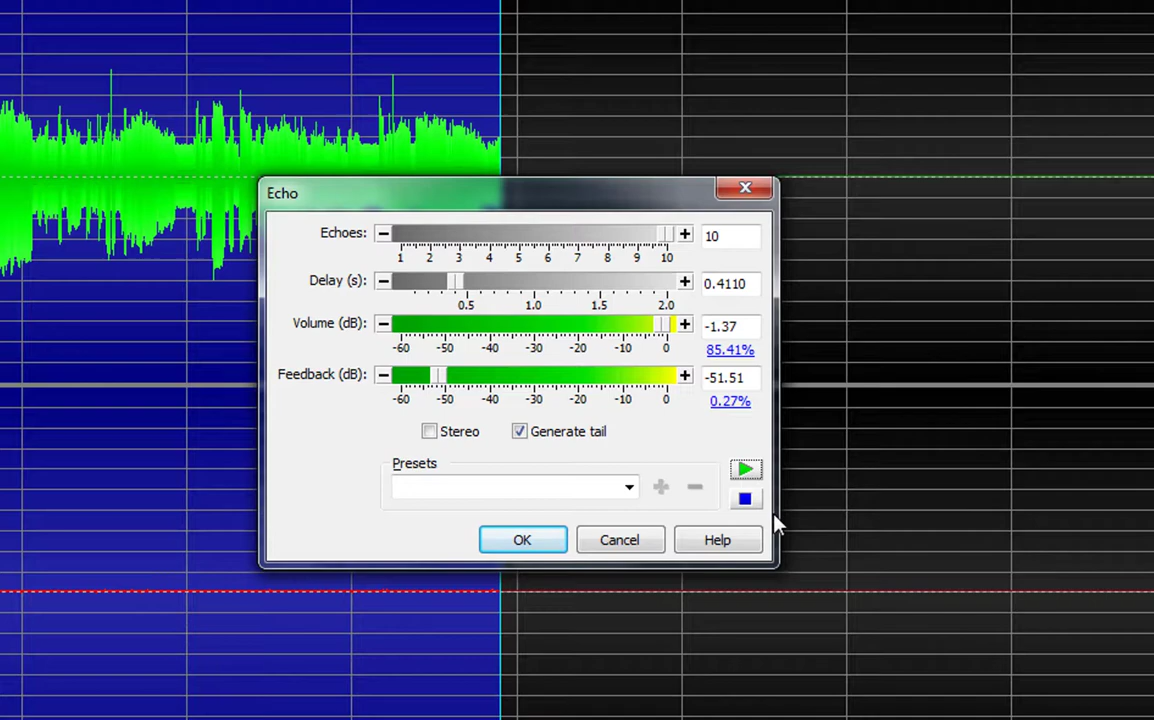 Echo
Echoes: 10
1 2 3 4 5 6 7 8 9 10
Delay (s): 0.4110
0.5 1.0 1.5 2.0
Volume (dB): -1.37
-60 -50 -40 -30 -20 -10 0 85.41%
Feedback (dB): -51.51
-60 -50 -40 -30 -20 -10 0 0.27%
Stereo Generate tail
Presets
OK Cancel Help